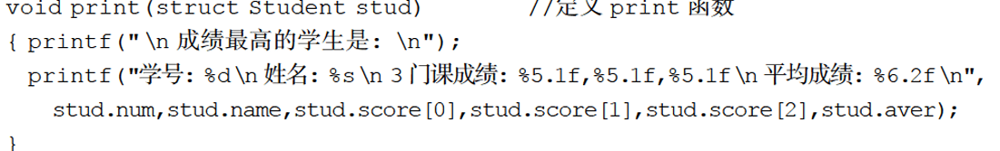 void print(struct Student stud)          //定义 print 函数
{ printf("\n 成绩最高的学生是：\n");
  printf("学号：%d\n 姓名：%s\n 3 门课成绩：%5.1f,%5.1f,%5.1f\n 平均成绩：%6.2f\n",
    stud.num,stud.name,stud.score[0],stud.score[1],stud.score[2],stud.aver);
}